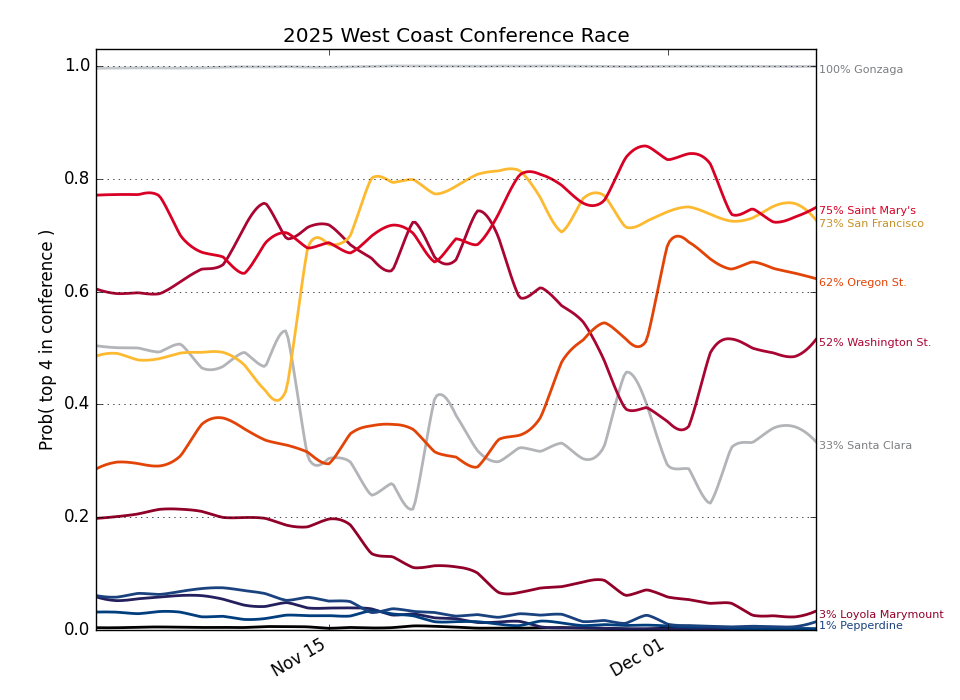 2025 West Coast Conference Race
1.0
0.8
0.6
0.4
0.2
0.0
Prob( top 4 in conference )
Nov 15
Dec 01
100% Gonzaga
75% Saint Mary's
73% San Francisco
62% Oregon St.
52% Washington St.
33% Santa Clara
3% Loyola Marymount
1% Pepperdine